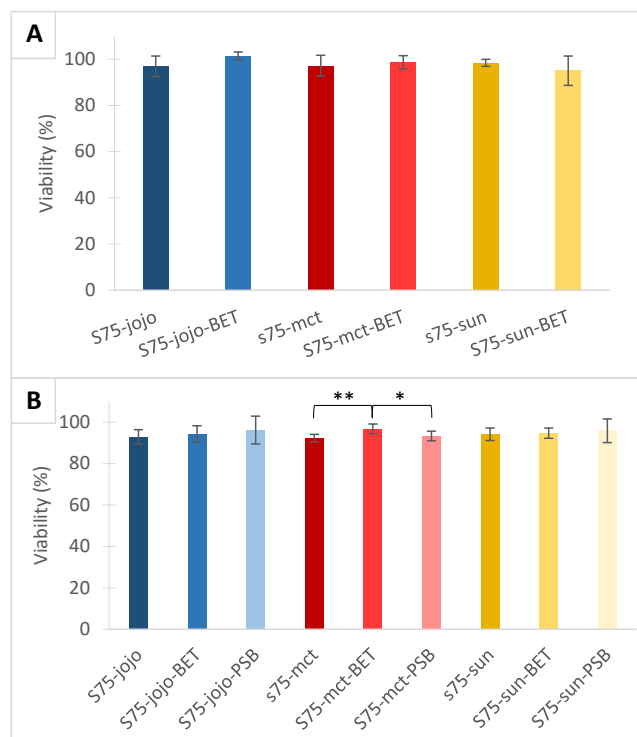 A
Viability (%)
100
80
60
40
20
0
S75-jojo
S75-jojo-BET
s75-mct
S75-mct-BET
s75-sun
S75-sun-BET
B
Viability (%)
** *
100
80
60
40
20
0
S75-jojo
S75-jojo-BET
S75-jojo-PSB
s75-mct
S75-mct-BET
S75-mct-PSB
s75-sun
S75-sun-BET
S75-sun-PSB